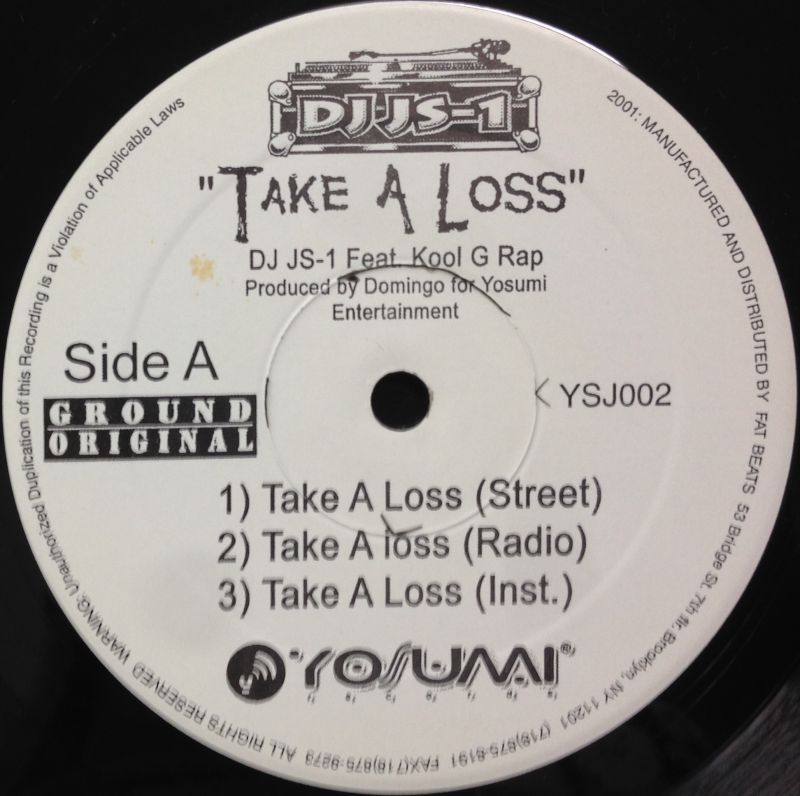 DJ JS-1
"TAKE A LOSS"
DJ JS-1 Feat. Kool G Rap
Produced by Domingo for Yosumi
Entertainment
Side A
GROUND
ORIGINAL
YSJ002
1) Take A Loss (Street)
2) Take A loss (Radio)
3) Take A Loss (Inst.)
YOSUMI®
2001: MANUFACTURED AND DISTRIBUTED BY FAT BEATS 53 Bridge St. 7th flr, Brooklyn, NY 11201 (718)875-8191 FAX(718)875-9273 ALL RIGHTS RESERVED WARNING: Unauthorized Duplication of this Recording is a Violation of Applicable Laws